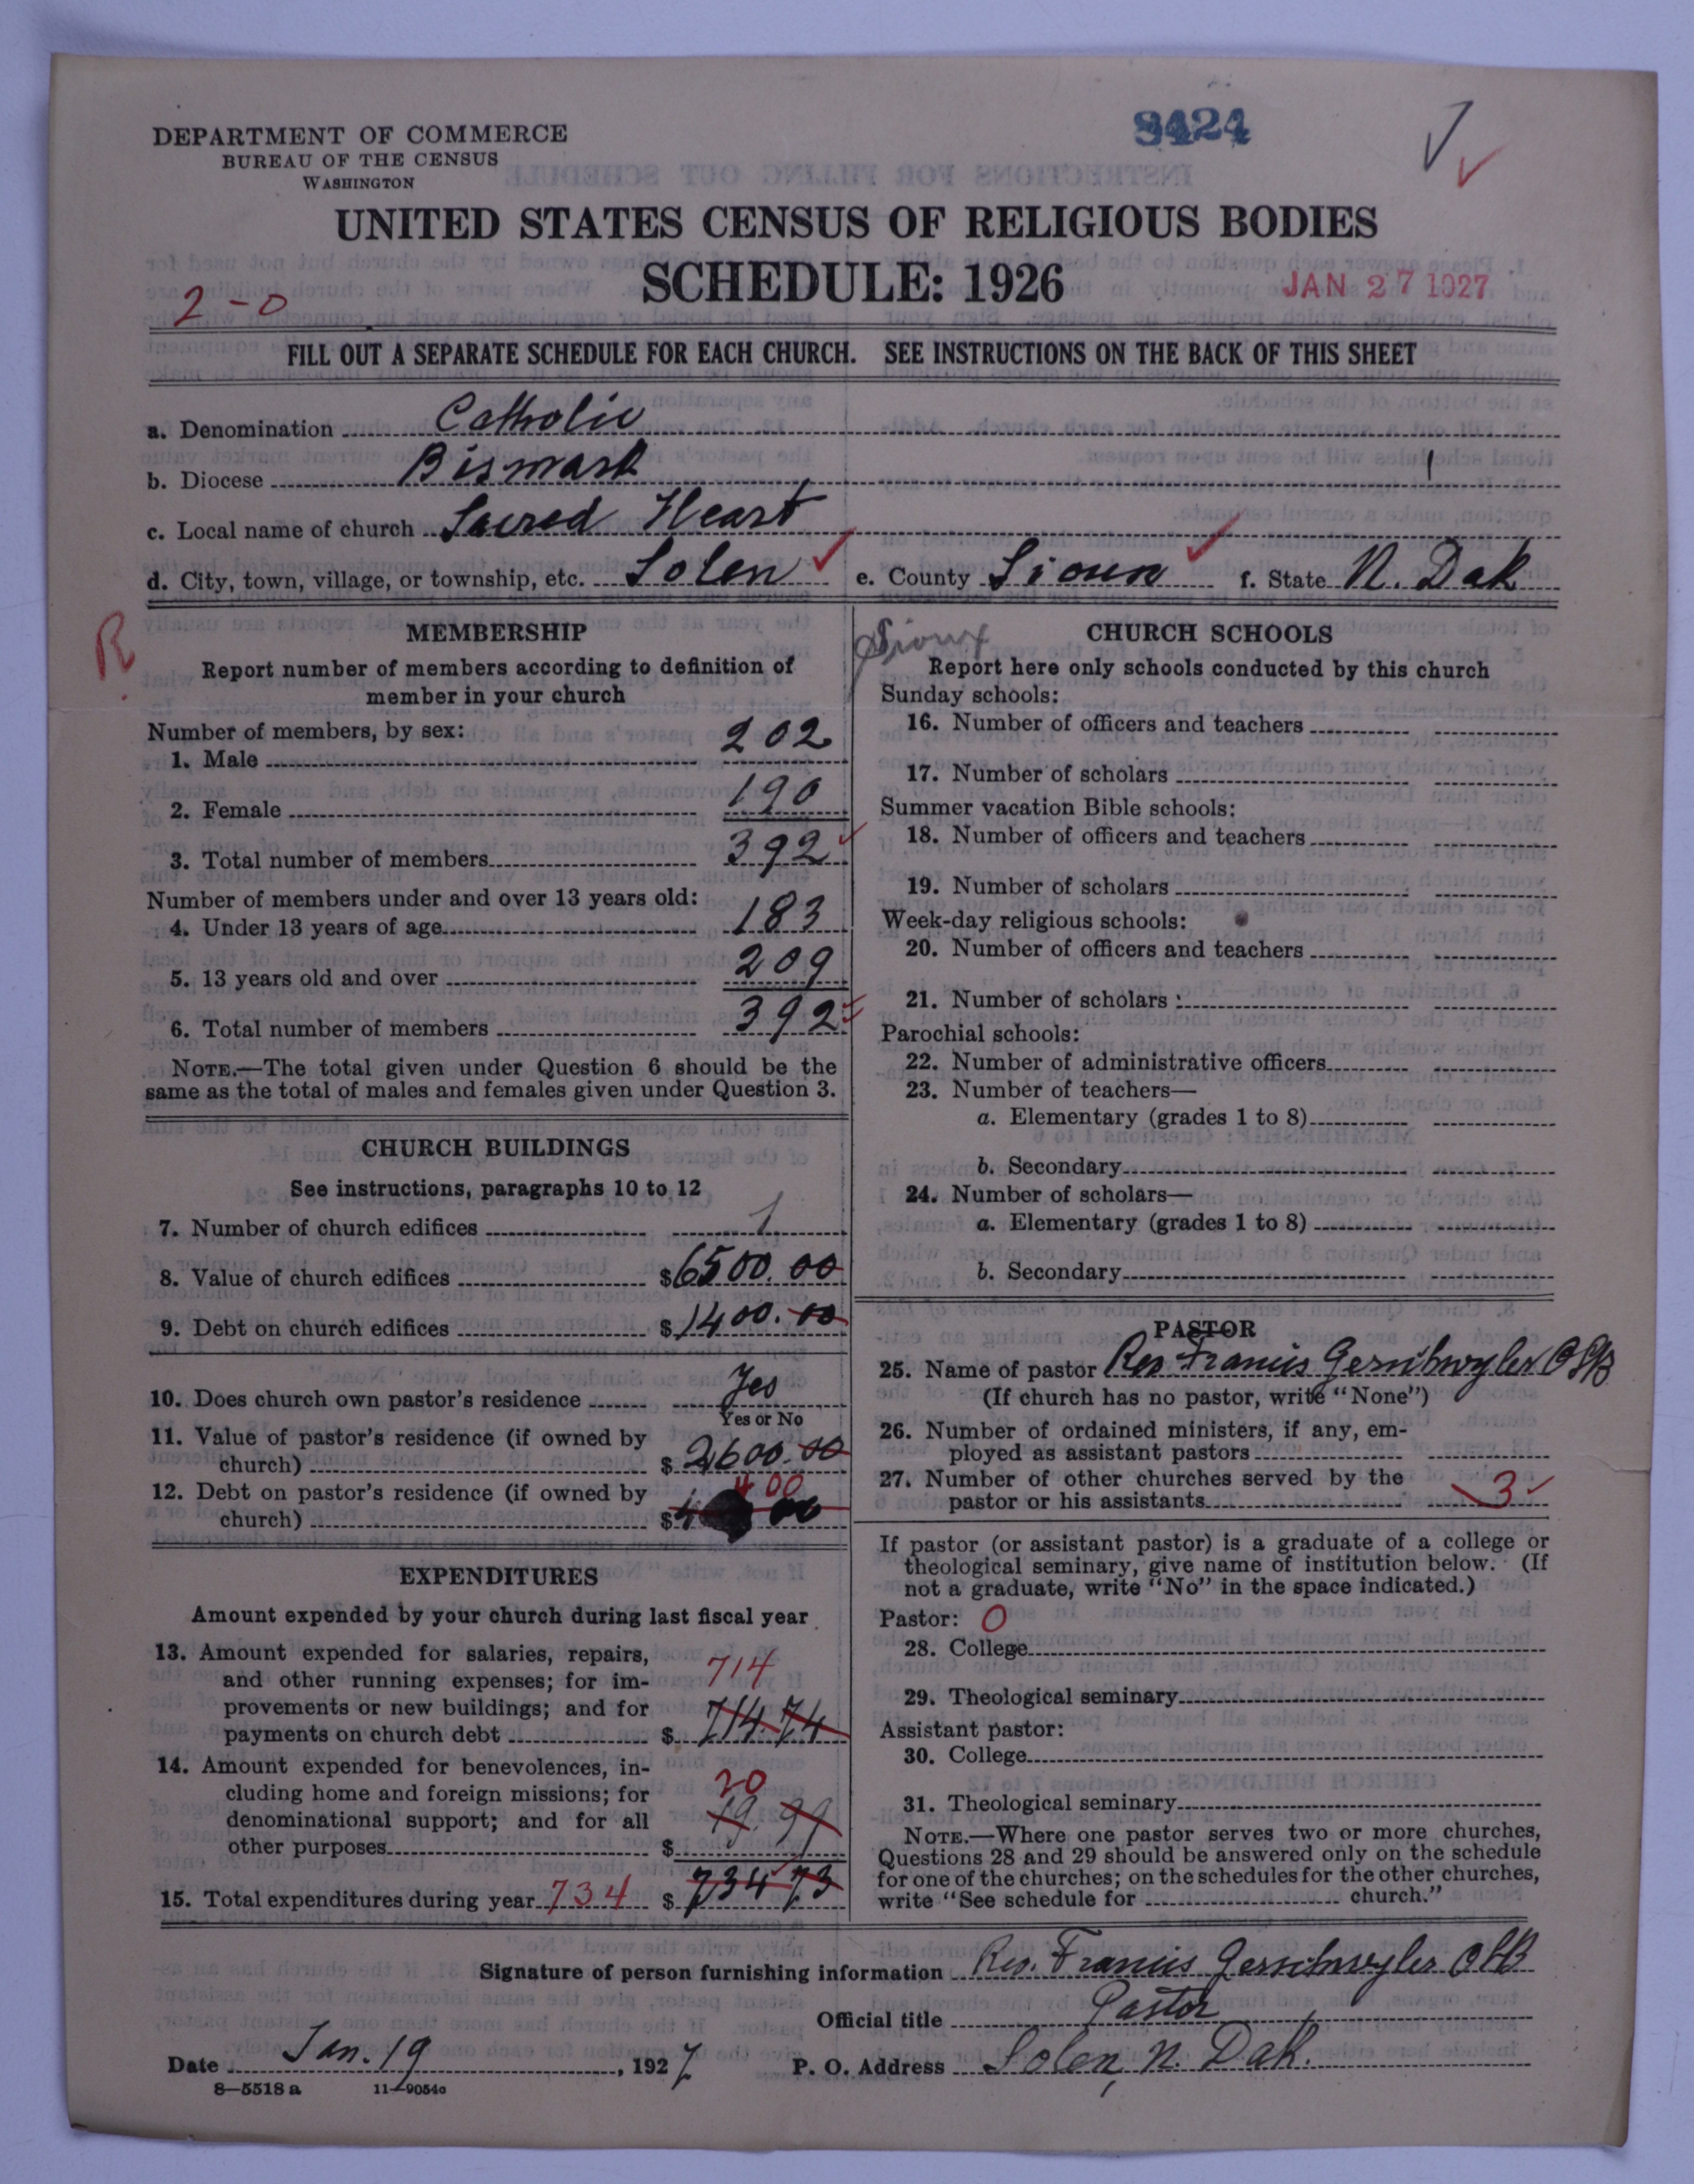 DEPARTMENT OF COMMERCE
BUREAU OF THE CENSUS
WASHINGTON
8424
UNITED STATES CENSUS OF RELIGIOUS BODIES
SCHEDULE: 1926
JAN 27 1927
2-0
FILL OUT A SEPARATE SCHEDULE FOR EACH CHURCH. SEE INSTRUCTIONS ON THE BACK OF THIS SHEET
a. Denomination Catholic
b. Diocese Bismark
c. Local name of church Sacred Heart
d. City, town, village, or township, etc. Solen e. County Sioux f. State N. Dak
R
MEMBERSHIP
Report number of members according to definition of
member in your church
Number of members, by sex:
1. Male 202
2. Female 190
3. Total number of members 392
Number of members under and over 13 years old:
4. Under 13 years of age 183
5. 13 years old and over 209
6. Total number of members 392
NOTE.—The total given under Question 6 should be the
same as the total of males and females given under Question 3.
CHURCH BUILDINGS
See instructions, paragraphs 10 to 12
7. Number of church edifices 1
8. Value of church edifices $6500.00
9. Debt on church edifices $1400.00
10. Does church own pastor's residence Yes
Yes or No
11. Value of pastor's residence (if owned by
church) $2600.00
12. Debt on pastor's residence (if owned by
400
church) $ 00
EXPENDITURES
Amount expended by your church during last fiscal year
13. Amount expended for salaries, repairs,
and other running expenses; for im-
714
provements or new buildings; and for
payments on church debt $ 714.74
14. Amount expended for benevolences, in-
cluding home and foreign missions; for
20
denominational support; and for all
19.99
other purposes $
15. Total expenditures during year 734 $ 734 73
Sioux
CHURCH SCHOOLS
Report here only schools conducted by this church
Sunday schools:
16. Number of officers and teachers
17. Number of scholars
Summer vacation Bible schools:
18. Number of officers and teachers
19. Number of scholars
Week-day religious schools:
20. Number of officers and teachers
21. Number of scholars
Parochial schools:
22. Number of administrative officers
23. Number of teachers—
a. Elementary (grades 1 to 8)
b. Secondary
24. Number of scholars—
a. Elementary (grades 1 to 8)
b. Secondary
PASTOR
25. Name of pastor Rev Francis Gerschwyler OSB
(If church has no pastor, write "None")
26. Number of ordained ministers, if any, em-
ployed as assistant pastors
27. Number of other churches served by the
pastor or his assistants 3
If pastor (or assistant pastor) is a graduate of a college or
theological seminary, give name of institution below. (If
not a graduate, write "No" in the space indicated.)
Pastor: 0
28. College
29. Theological seminary
Assistant pastor:
30. College
31. Theological seminary
NOTE.—Where one pastor serves two or more churches,
Questions 28 and 29 should be answered only on the schedule
for one of the churches; on the schedules for the other churches,
write "See schedule for church."
Signature of person furnishing information Rev. Francis Gerschwyler OSB
Official title Pastor
Date Jan. 19, 1927 P. O. Address Solen, N. Dak.
8—5518 a 11—9054o